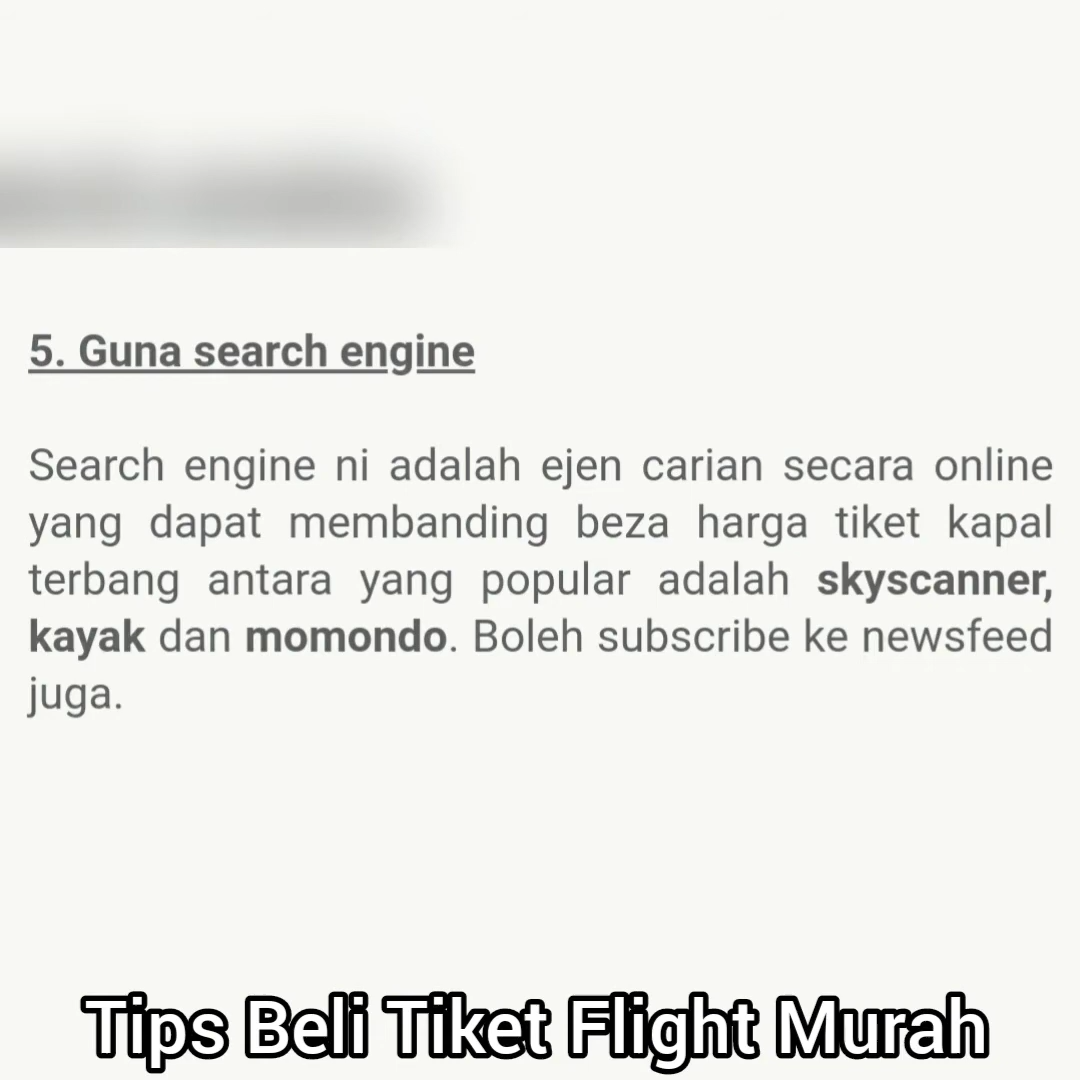 5. Guna search engine
Search engine ni adalah ejen carian secara online
yang dapat membanding beza harga tiket kapal
terbang antara yang popular adalah skyscanner,
kayak dan momondo. Boleh subscribe ke newsfeed
juga.
Tips Beli Tiket Flight Murah